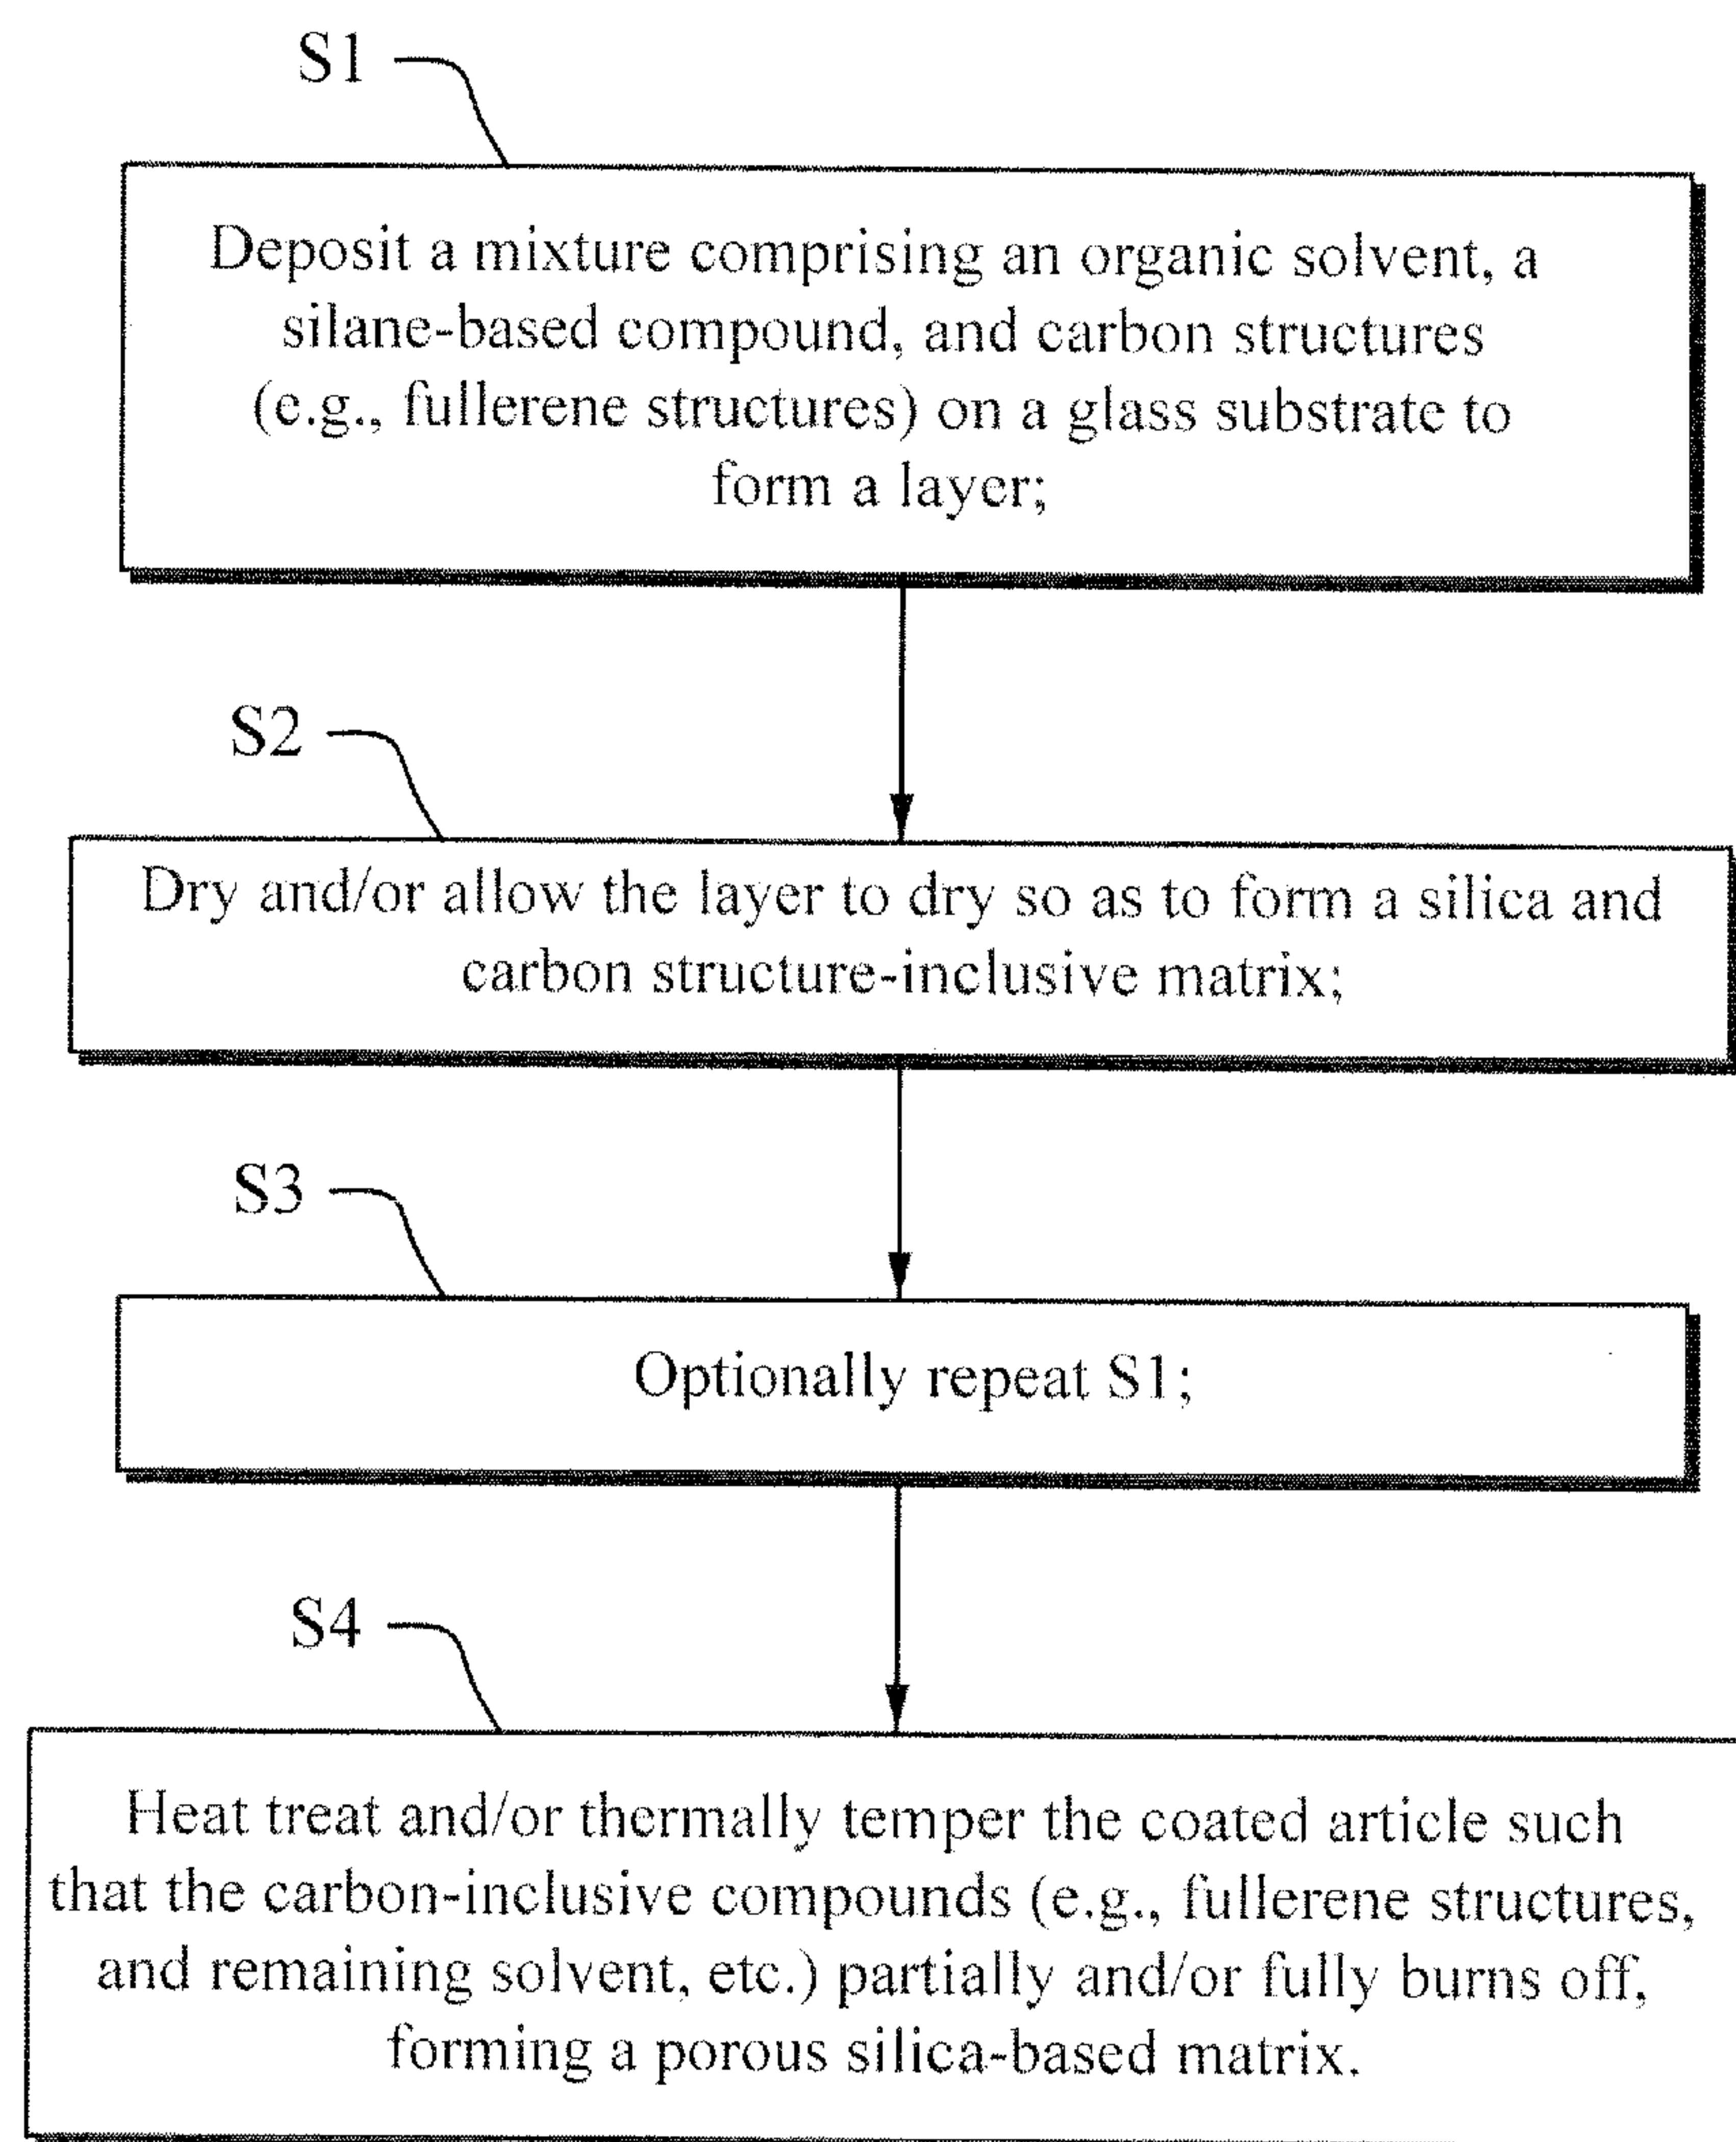 S1
Deposit a mixture comprising an organic solvent, a
silane-based compound, and carbon structures
(e.g., fullerene structures) on a glass substrate to
form a layer;
S2
Dry and/or allow the layer to dry so as to form a silica and
carbon structure-inclusive matrix;
S3
Optionally repeat S1;
S4
Heat treat and/or thermally temper the coated article such
that the carbon-inclusive compounds (e.g., fullerene structures,
and remaining solvent, etc.) partially and/or fully burns off,
forming a porous silica-based matrix.